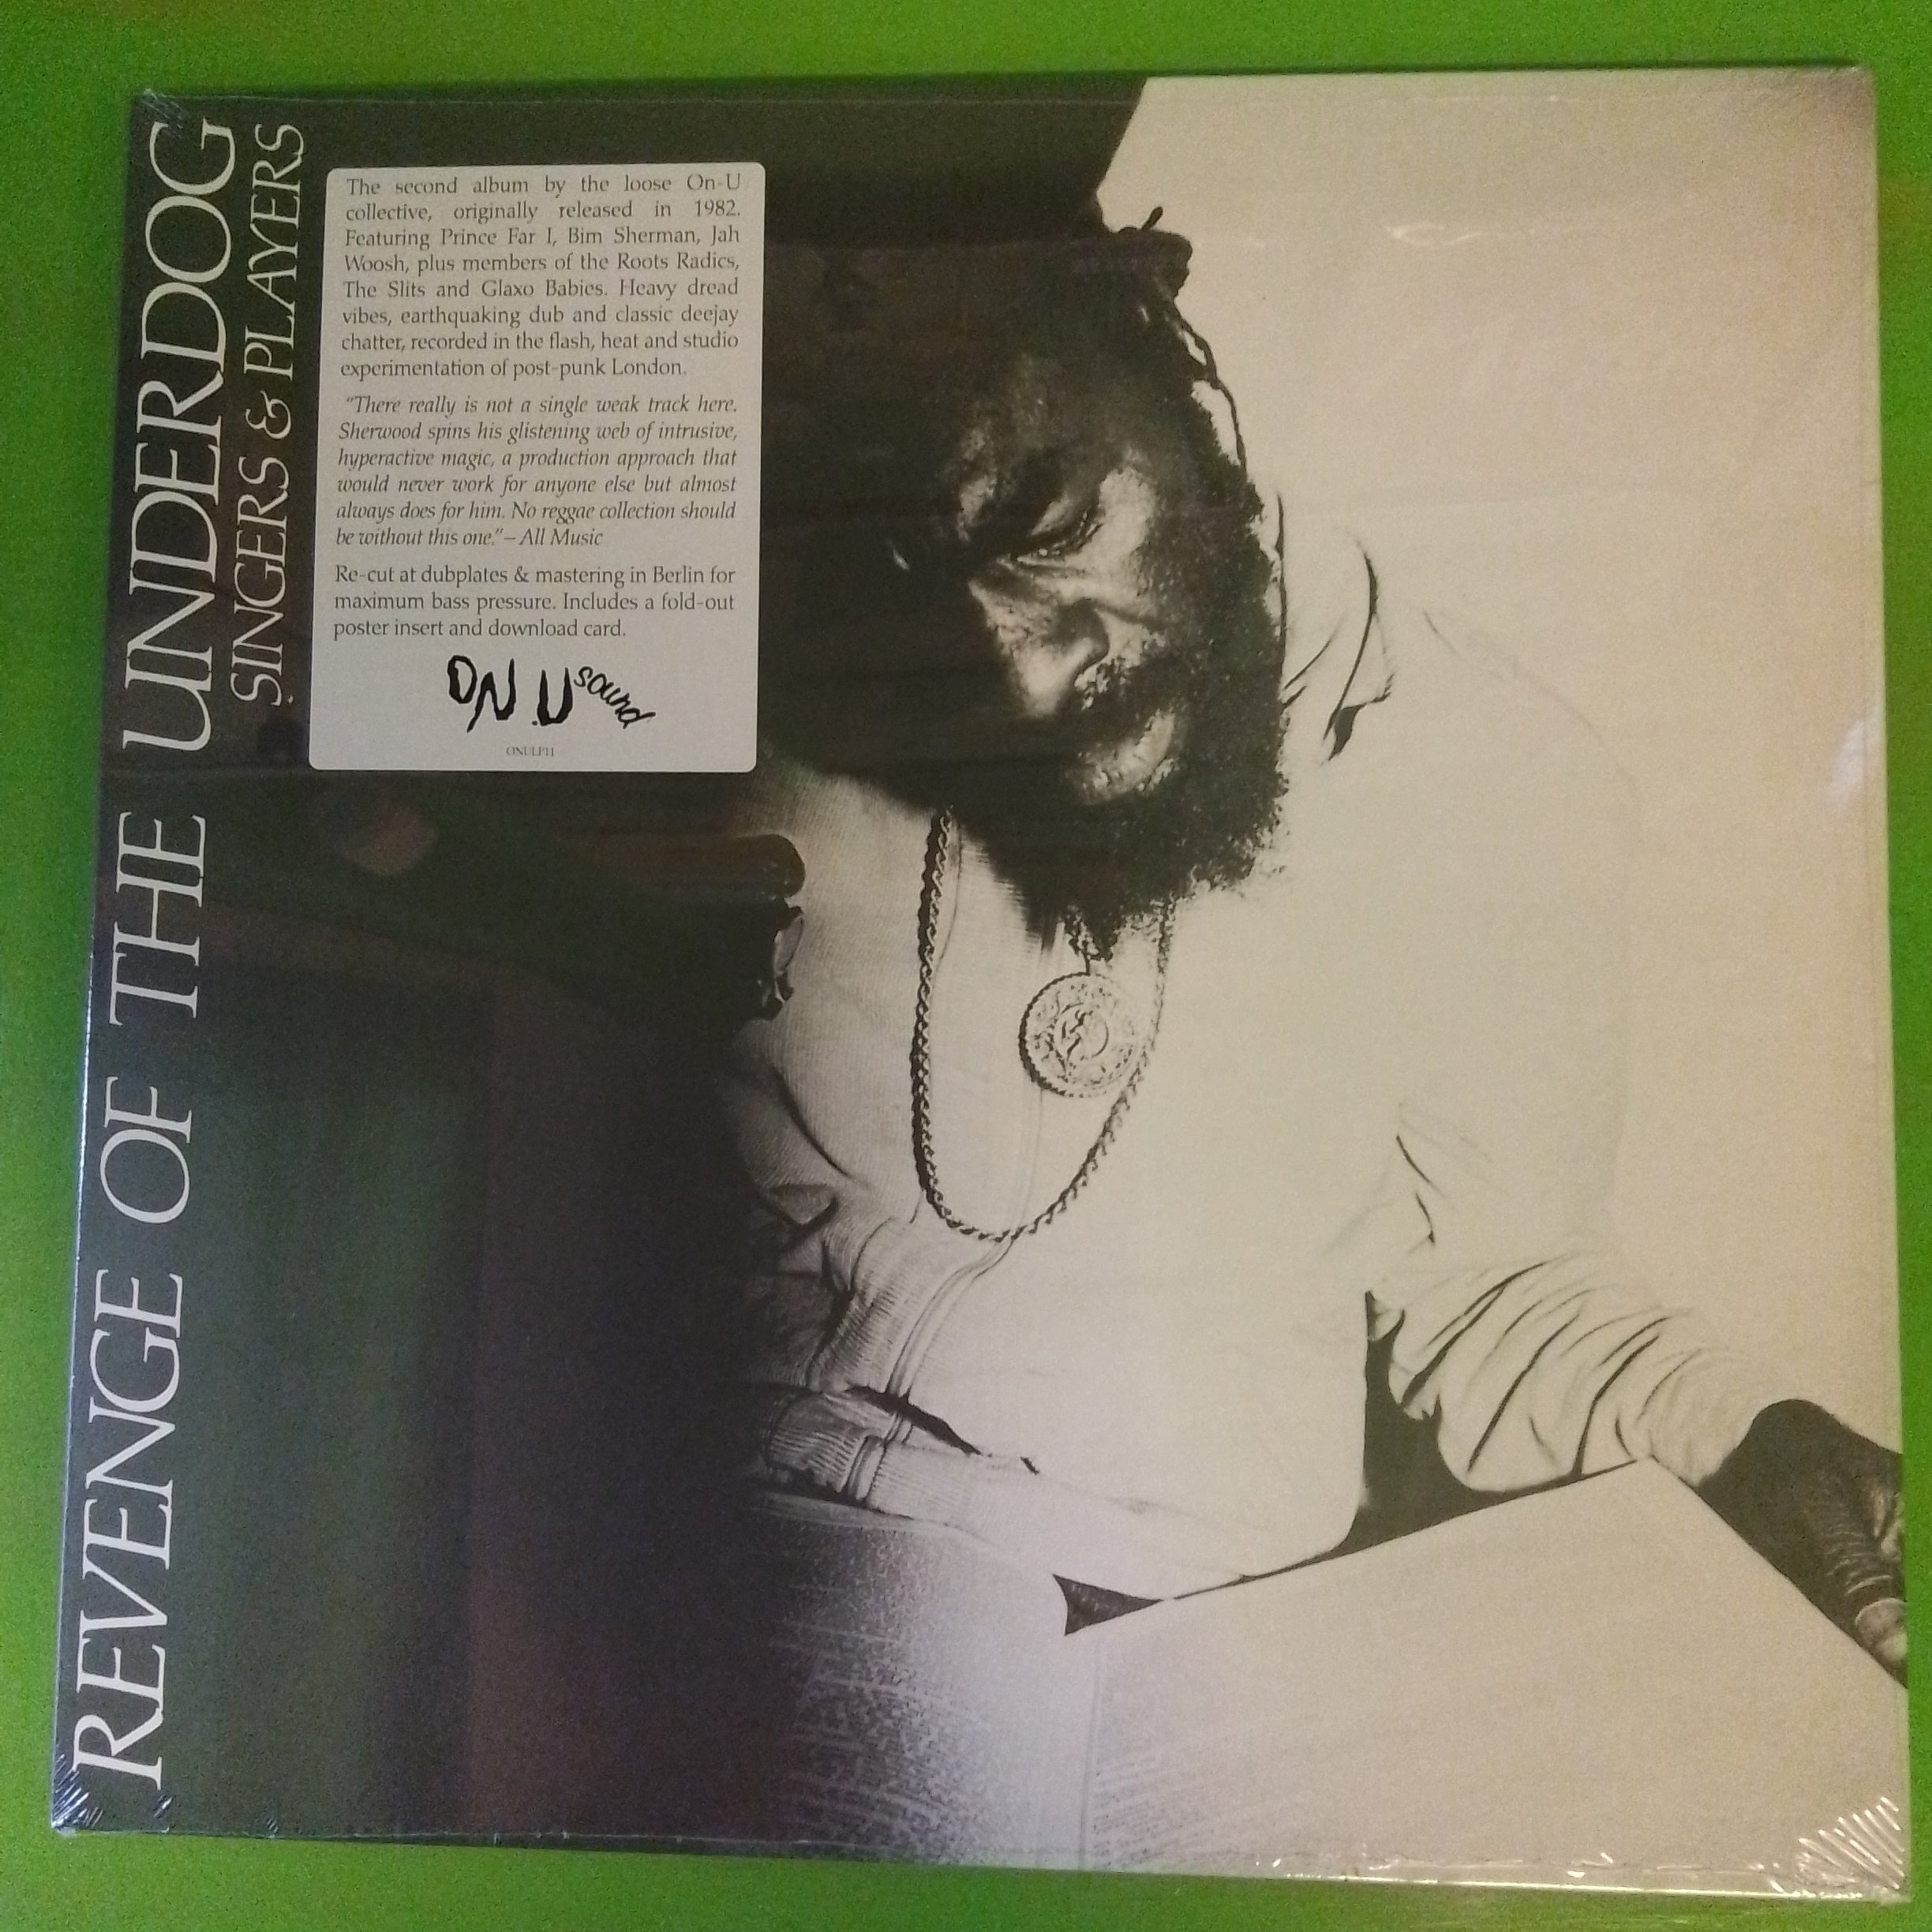 REVENGE OF THE UNDERDOG
SINGERS & PLAYERS
The second album by the loose On-U
collective, originally released in 1982.
Featuring Prince Far I, Bim Sherman, Jah
Woosh, plus members of the Roots Radics,
The Slits and Glaxo Babies. Heavy dread
vibes, earthquaking dub and classic deejay
chatter, recorded in the flash, heat and studio
experimentation of post-punk London.
“There really is not a single weak track here.
Sherwood spins his glistening web of intrusive,
hyperactive magic, a production approach that
would never work for anyone else but almost
always does for him. No reggae collection should
be without this one.” – All Music
Re-cut at dubplates & mastering in Berlin for
maximum bass pressure. Includes a fold-out
poster insert and download card.
ON.U sound
ONULP11